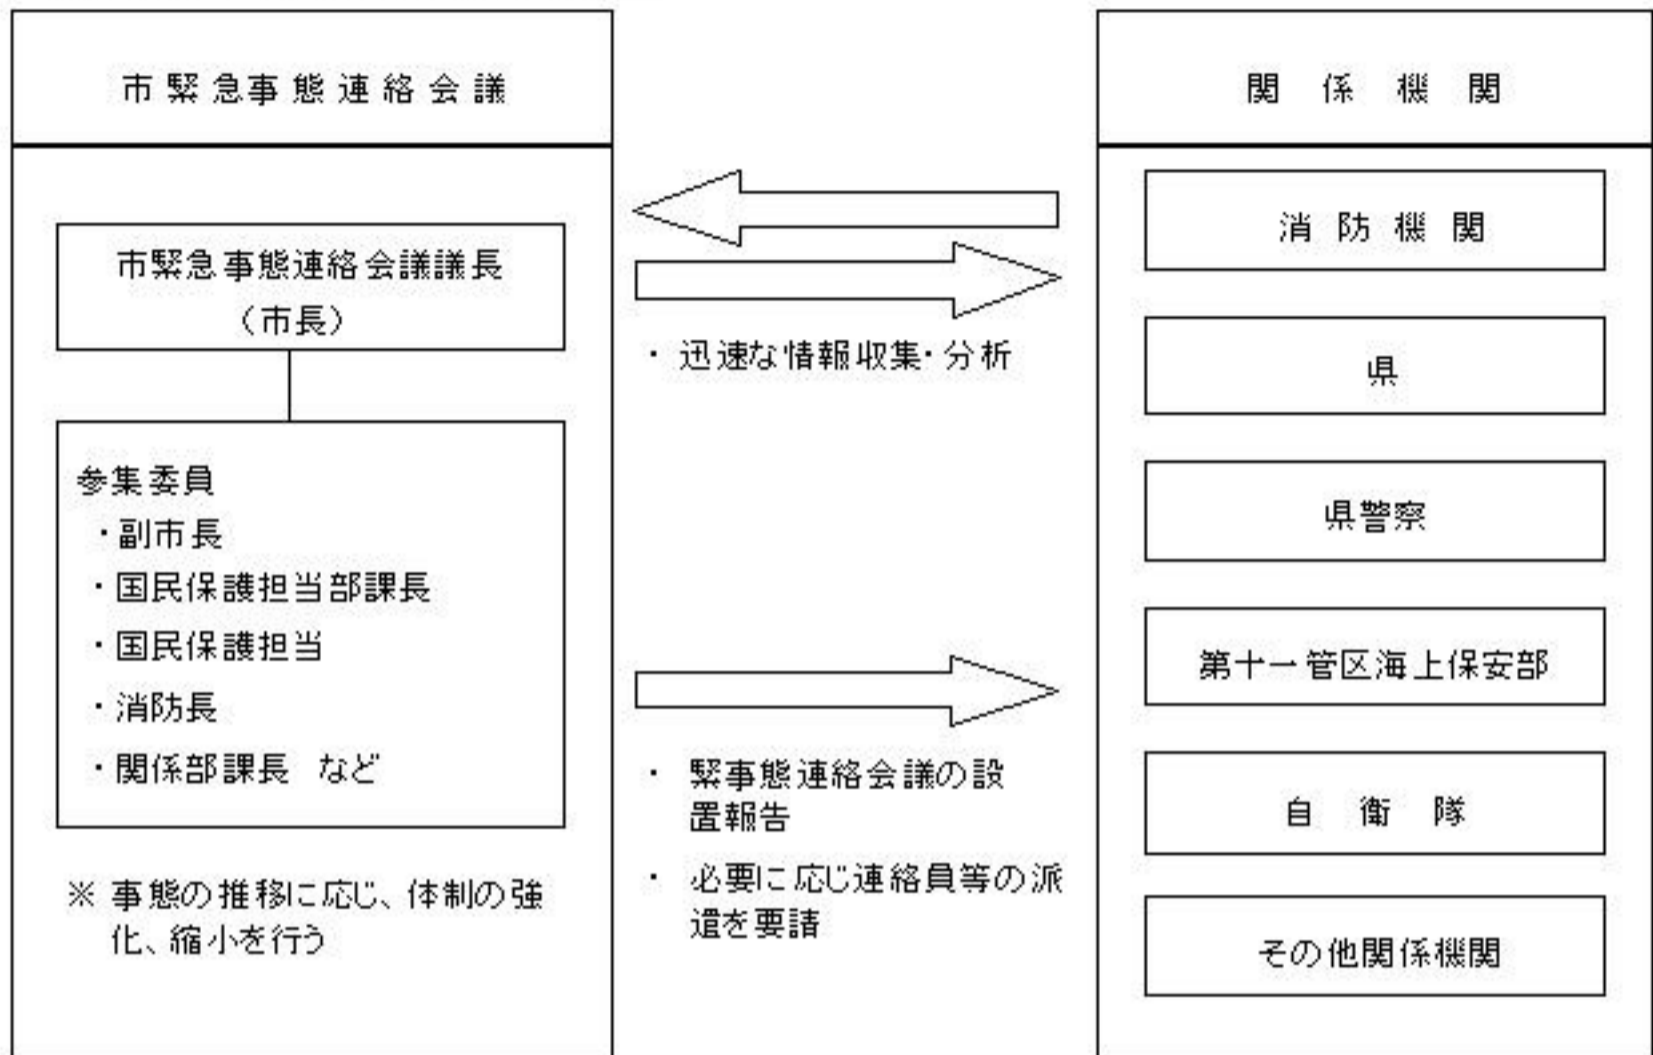 市緊急事態連絡会議
市緊急事態連絡会議議長
（市長）
参集委員
・副市長
・国民保護担当部課長
・国民保護担当
・消防長
・関係部課長　など
※ 事態の推移に応じ、体制の強
化、縮小を行う
・ 迅速な情報収集・分析
・ 緊事態連絡会議の設
置報告
・ 必要に応じ連絡員等の派
遣を要請
関係機関
消防機関
県
県警察
第十一管区海上保安部
自衛隊
その他関係機関